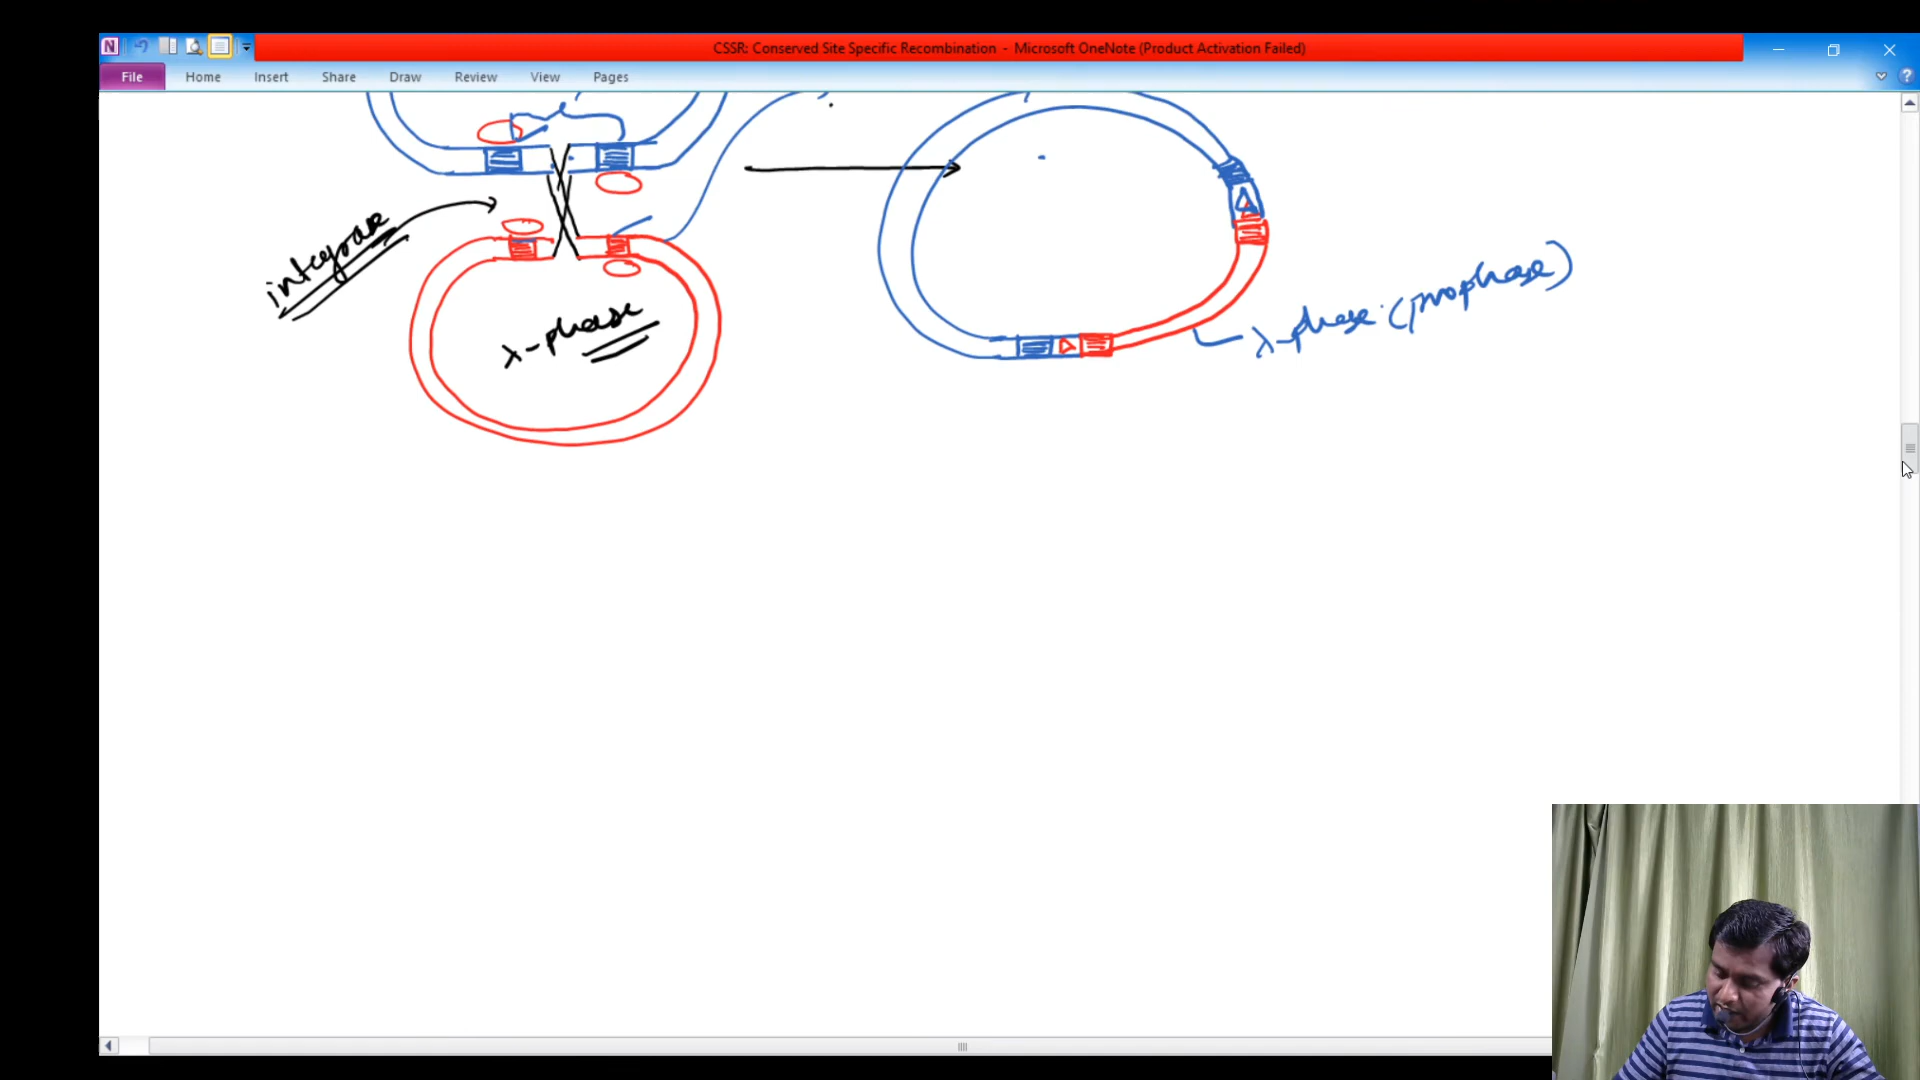 CSSR: Conserved Site Specific Recombination - Microsoft OneNote (Product Activation Failed)
File Home Insert Share Draw Review View Pages
integrase
λ-phase
λ-phase (prophase)